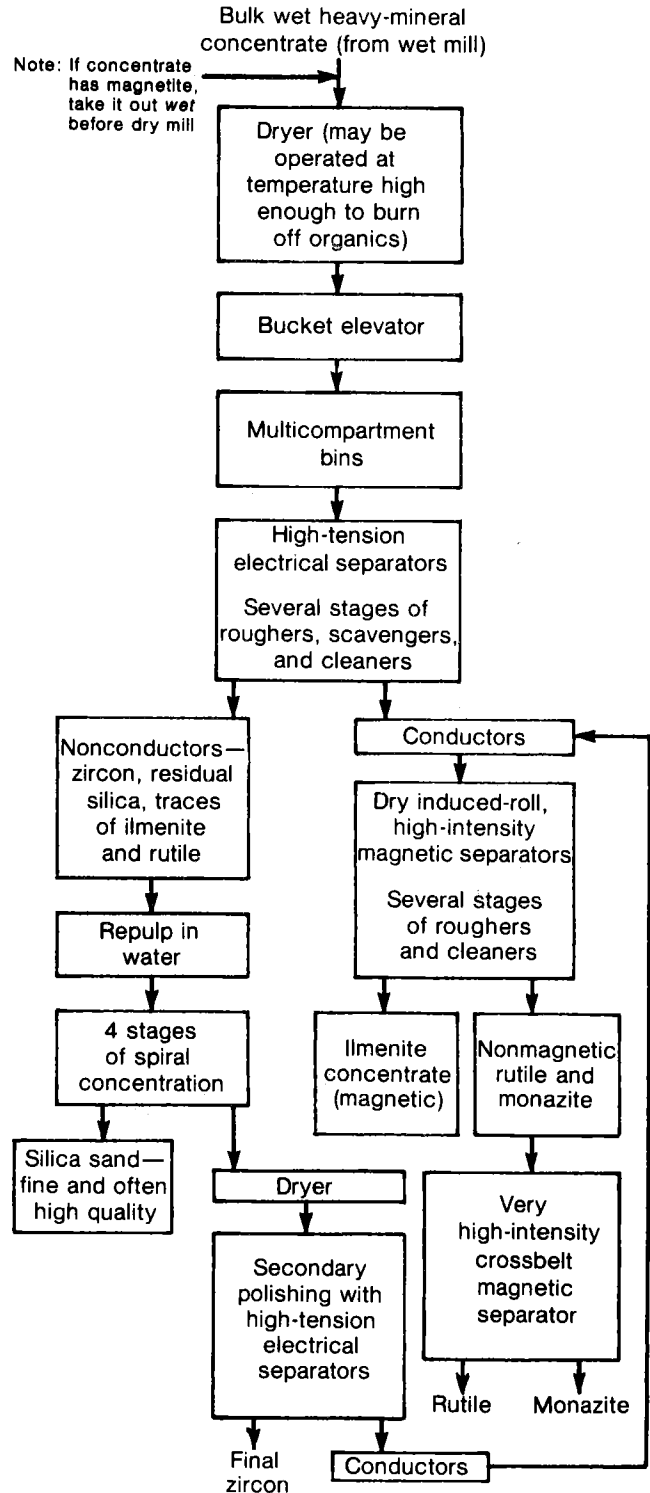 Bulk wet heavy-mineral
concentrate (from wet mill)
Note: If concentrate
has magnetite,
take it out wet
before dry mill
Dryer (may be
operated at
temperature high
enough to burn
off organics)
Bucket elevator
Multicompartment
bins
High-tension
electrical separators
Several stages of
roughers, scavengers,
and cleaners
Nonconductors—
zircon, residual
silica, traces
of ilmenite
and rutile
Repulp in
water
4 stages
of spiral
concentration
Silica sand—
fine and often
high quality
Dryer
Secondary
polishing with
high-tension
electrical
separators
Final
zircon
Conductors
Conductors
Dry induced-roll,
high-intensity
magnetic separators
Several stages
of roughers
and cleaners
Ilmenite
concentrate
(magnetic)
Nonmagnetic
rutile and
monazite
Very
high-intensity
crossbelt
magnetic
separator
Rutile
Monazite